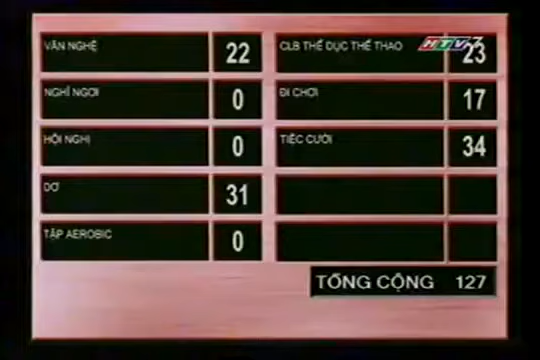 HTV7
VĂN NGHỆ 22
CLB THỂ DỤC THỂ THAO 23
NGHỈ NGƠI 0
ĐI CHƠI 17
HỘI NGHỊ 0
TIỆC CƯỚI 34
DƠ 31
TẬP AEROBIC 0
TỔNG CỘNG 127